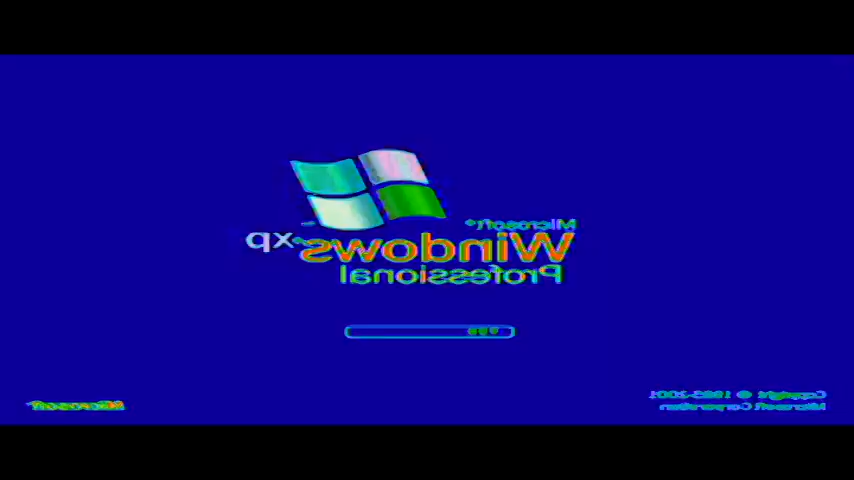 Microsoft®
Windows xp
Professional
Copyright © 1985-2001
Microsoft Corporation
Microsoft